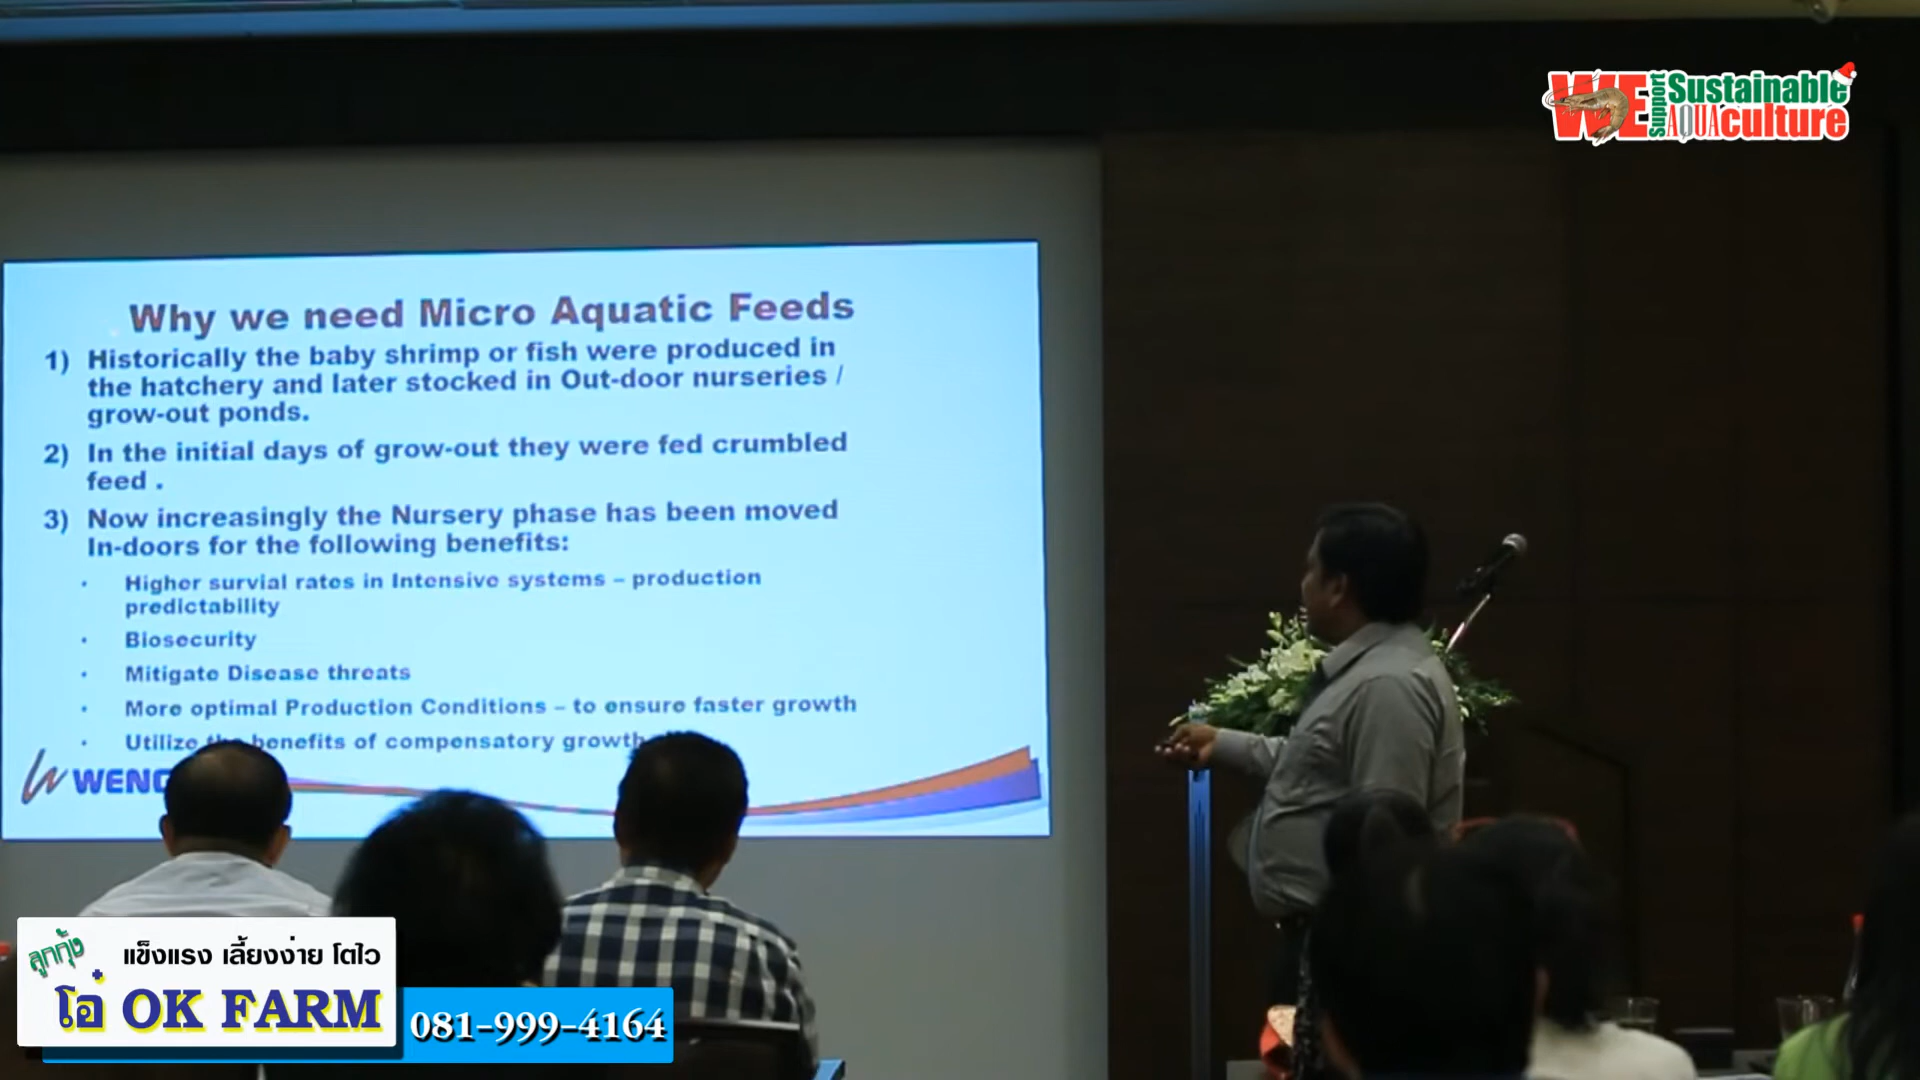 WE Support Sustainable
AQUAculture
Why we need Micro Aquatic Feeds
1) Historically the baby shrimp or fish were produced in
the hatchery and later stocked in Out-door nurseries /
grow-out ponds.
2) In the initial days of grow-out they were fed crumbled
feed .
3) Now increasingly the Nursery phase has been moved
In-doors for the following benefits:
• Higher survial rates in Intensive systems – production
predictability
• Biosecurity
• Mitigate Disease threats
• More optimal Production Conditions – to ensure faster growth
• Utilize the benefits of compensatory growth
WENG
ลูกกุ้ง แข็งแรง เลี้ยงง่าย โตไว
โอ๋ OK FARM
081-999-4164